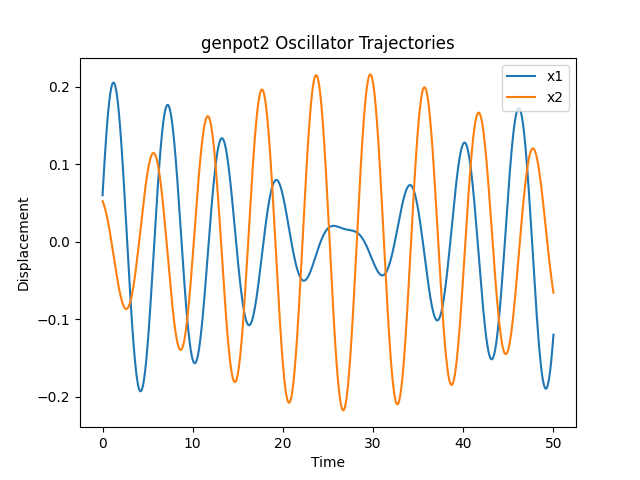 genpot2 Oscillator Trajectories
x1
x2
0.2
0.1
0.0
−0.1
−0.2
Displacement
0 10 20 30 40 50
Time